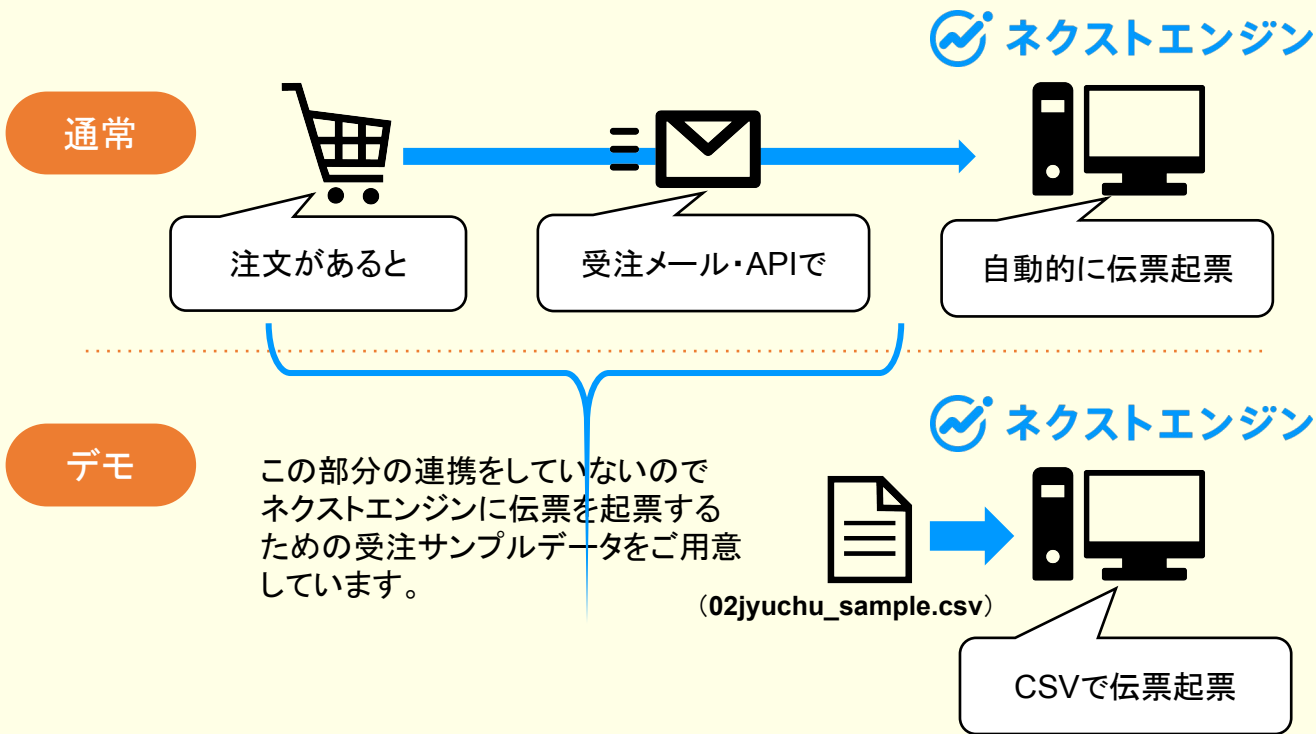 ネクストエンジン
通常
注文があると
受注メール・APIで
自動的に伝票起票
ネクストエンジン
デモ
この部分の連携をしていないので
ネクストエンジンに伝票を起票する
ための受注サンプルデータをご用意
しています。
（02jyuchu_sample.csv）
CSVで伝票起票